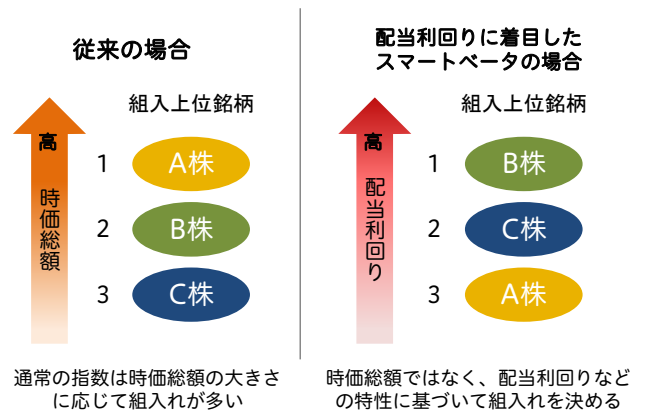 従来の場合
組入上位銘柄
高
時価総額
1
A株
2
B株
3
C株
通常の指数は時価総額の大きさ
に応じて組入れが多い
配当利回りに着目した
スマートベータの場合
組入上位銘柄
高
配当利回り
1
B株
2
C株
3
A株
時価総額ではなく、配当利回りなど
の特性に基づいて組入れを決める